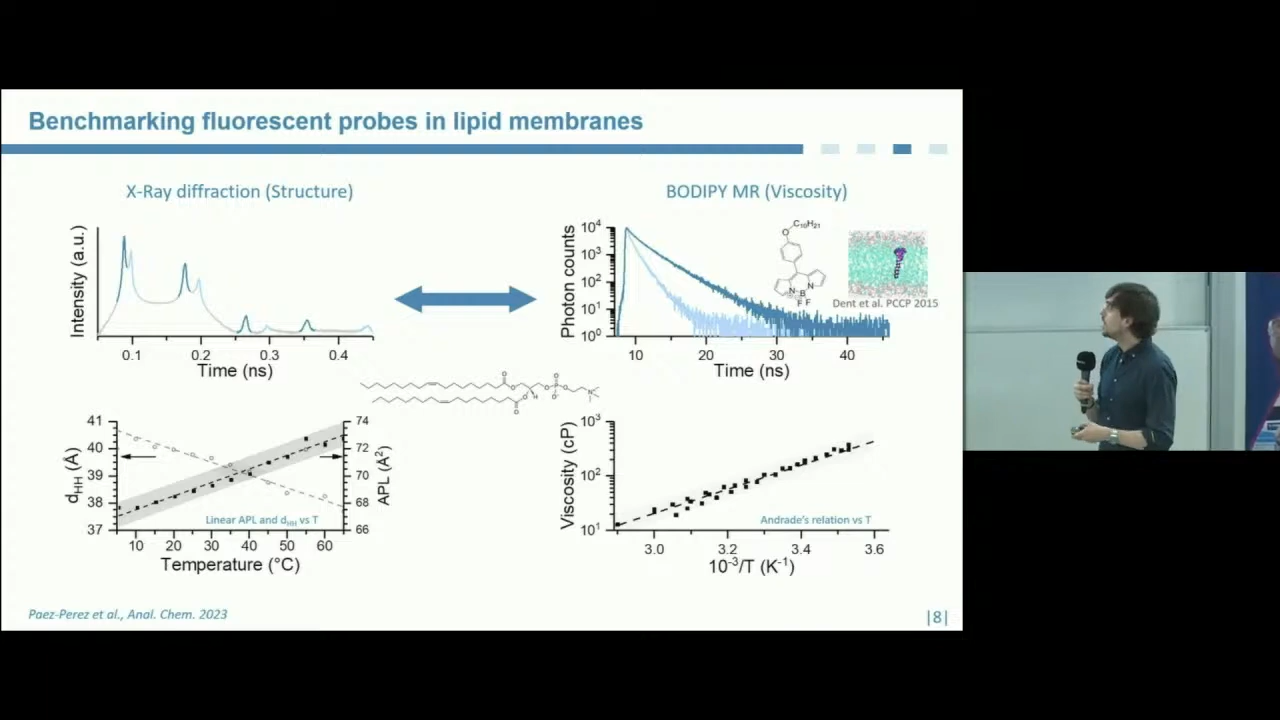 Benchmarking fluorescent probes in lipid membranes
X-Ray diffraction (Structure)
Intensity (a.u.)
0.1 0.2 0.3 0.4
Time (ns)
BODIPY MR (Viscosity)
Photon counts
10⁴
10³
10²
10¹
10⁰
10 20 30 40
Time (ns)
O C₁₀H₂₁
N B N
F F
Dent et al. PCCP 2015
O O P O O N
O O H O⁻
O
dHH (Å)
41
40
39
38
37
74
72
70
68
66
APL (Å²)
Linear APL and dHH vs T
10 20 30 40 50 60
Temperature (°C)
Viscosity (cP)
10³
10²
10¹
Andrade's relation vs T
3.0 3.2 3.4 3.6
10⁻³/T (K⁻¹)
Paez-Perez et al., Anal. Chem. 2023
|8|